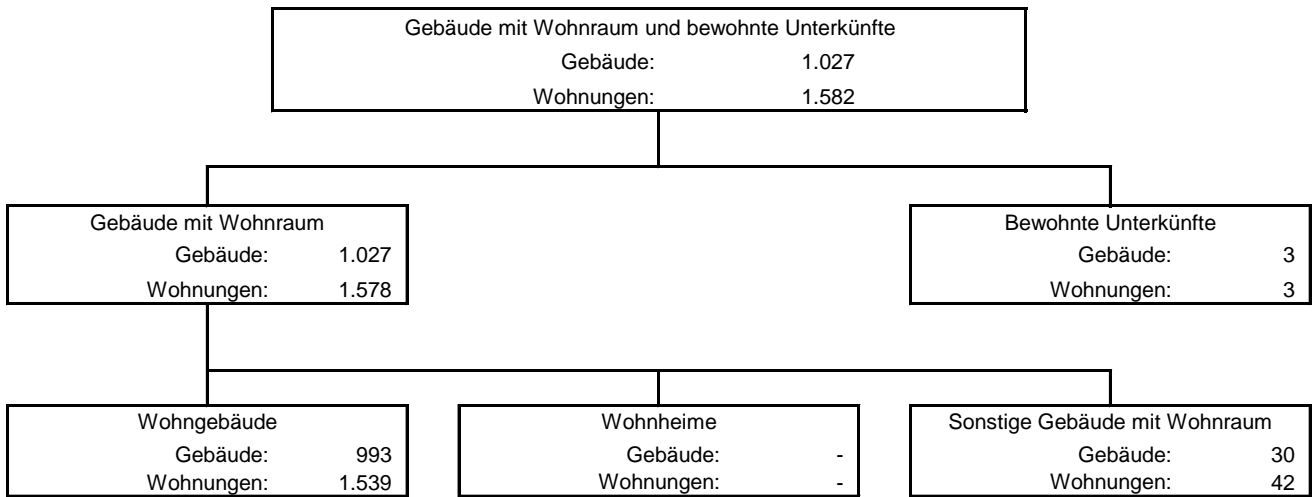 Gebäude mit Wohnraum und bewohnte Unterkünfte
Gebäude: 1.027
Wohnungen: 1.582
Gebäude mit Wohnraum
Gebäude: 1.027
Wohnungen: 1.578
Bewohnte Unterkünfte
Gebäude: 3
Wohnungen: 3
Wohngebäude
Gebäude: 993
Wohnungen: 1.539
Wohnheime
Gebäude: -
Wohnungen: -
Sonstige Gebäude mit Wohnraum
Gebäude: 30
Wohnungen: 42